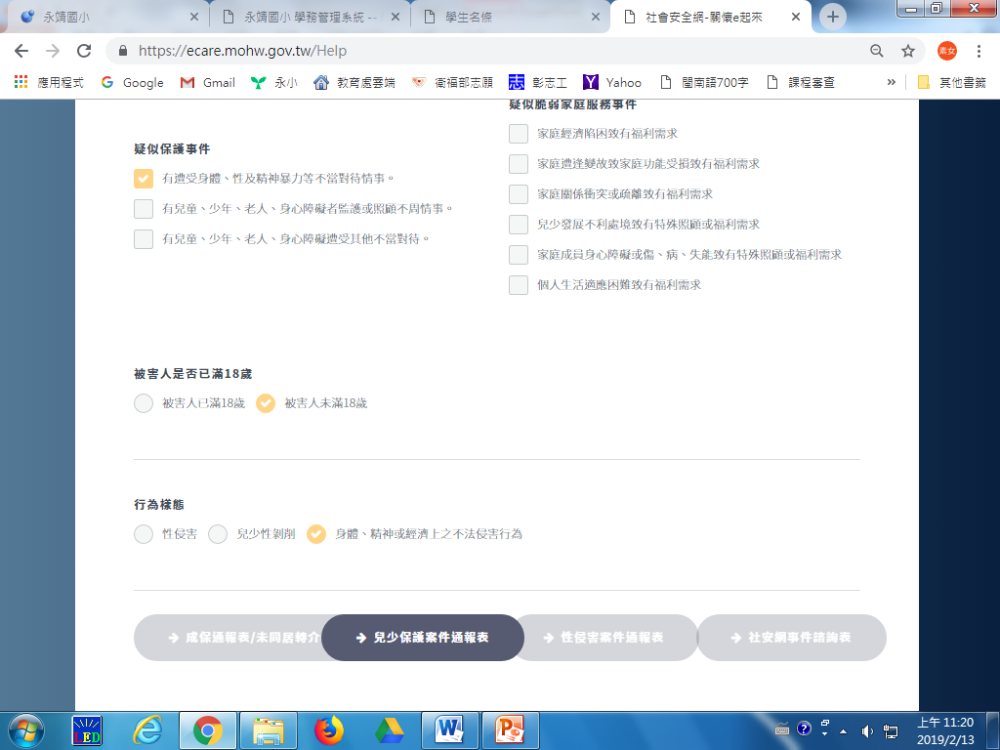 永靖國小
永靖國小 學務管理系統 --
學生名條
社會安全網-關懷e起來
https://ecare.mohw.gov.tw/Help
素女
應用程式
Google
Gmail
永小
教育處雲端
衛福部志願
志 彰志工
Yahoo
閩南語700字
課程審查
»
其他書籤
疑似脆弱家庭服務事件
家庭經濟陷困致有福利需求
家庭遭逢變故致家庭功能受損致有福利需求
家庭關係衝突或疏離致有福利需求
兒少發展不利處境致有特殊照顧或福利需求
家庭成員身心障礙或傷、病、失能致有特殊照顧或福利需求
個人生活適應困難致有福利需求
疑似保護事件
有遭受身體、性及精神暴力等不當對待情事。
有兒童、少年、老人、身心障礙者監護或照顧不周情事。
有兒童、少年、老人、身心障礙遭受其他不當對待。
被害人是否已滿18歲
被害人已滿18歲 被害人未滿18歲
行為樣態
性侵害 兒少性剝削 身體、精神或經濟上之不法侵害行為
成保通報表/未同居轉介
兒少保護案件通報表
性侵害案件通報表
社安網事件諮詢表
LED
上午 11:20
2019/2/13